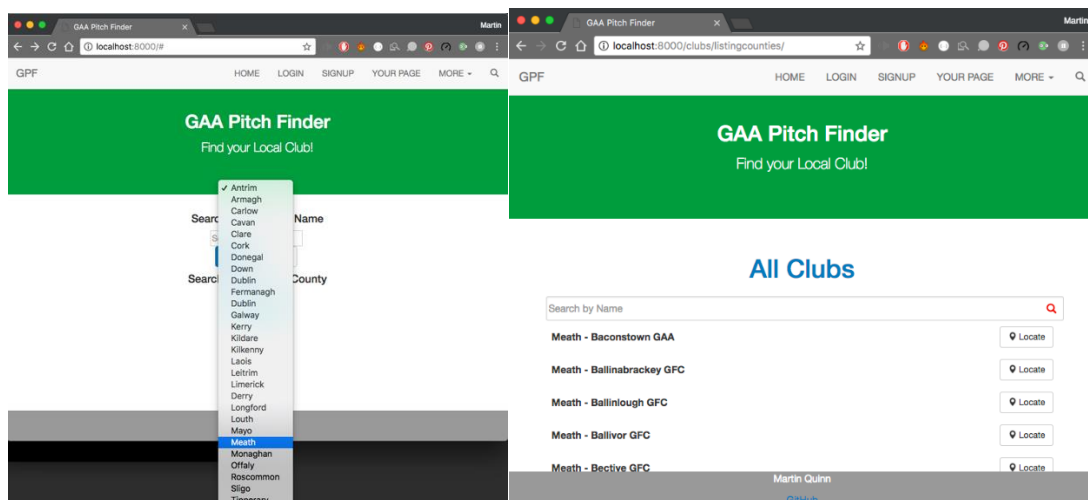 GAA Pitch Finder
Martin
localhost:8000/#
GPF
HOME LOGIN SIGNUP YOUR PAGE MORE
GAA Pitch Finder
Find your Local Club!
✓ Antrim
Armagh
Carlow
Cavan
Clare
Cork
Donegal
Down
Dublin
Fermanagh
Dublin
Galway
Kerry
Kildare
Kilkenny
Laois
Leitrim
Limerick
Derry
Longford
Louth
Mayo
Meath
Monaghan
Offaly
Roscommon
Sligo
Tipperary
Name
County
GAA Pitch Finder
Martin
localhost:8000/clubs/listingcounties/
GPF
HOME LOGIN SIGNUP YOUR PAGE MORE
GAA Pitch Finder
Find your Local Club!
All Clubs
Search by Name
Meath - Baconstown GAA Locate
Meath - Ballinabrackey GFC Locate
Meath - Ballinlough GFC Locate
Meath - Ballivor GFC Locate
Meath - Bective GFC Locate
Martin Quinn
GitHub